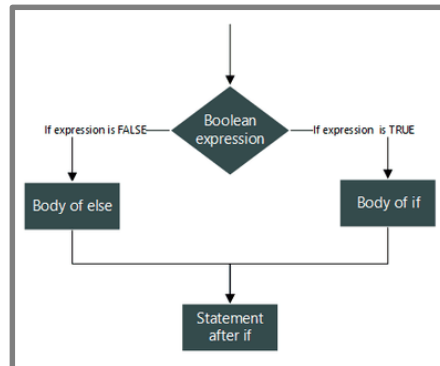 Boolean
expression
If expression is FALSE
If expression is TRUE
Body of else
Body of if
Statement
after if